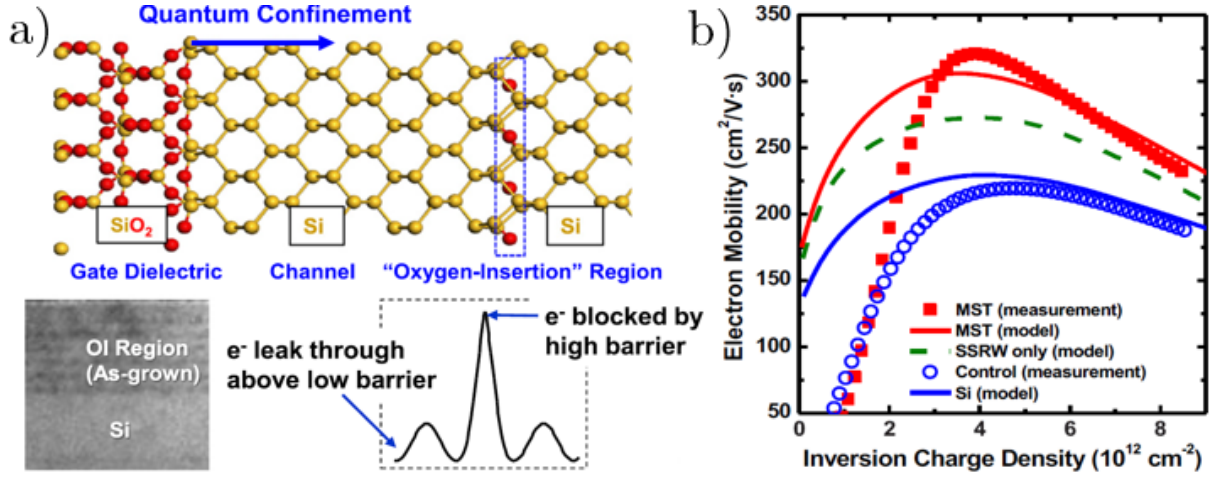 a)
Quantum Confinement
SiO2
Si
Si
Gate Dielectric
Channel
“Oxygen-Insertion” Region
OI Region
(As-grown)
Si
e- leak through
above low barrier
e- blocked by
high barrier
b)
Electron Mobility (cm²/V·s)
350
300
250
200
150
100
50
MST (measurement)
MST (model)
SSRW only (model)
Control (measurement)
Si (model)
0 2 4 6 8
Inversion Charge Density (10¹² cm⁻²)